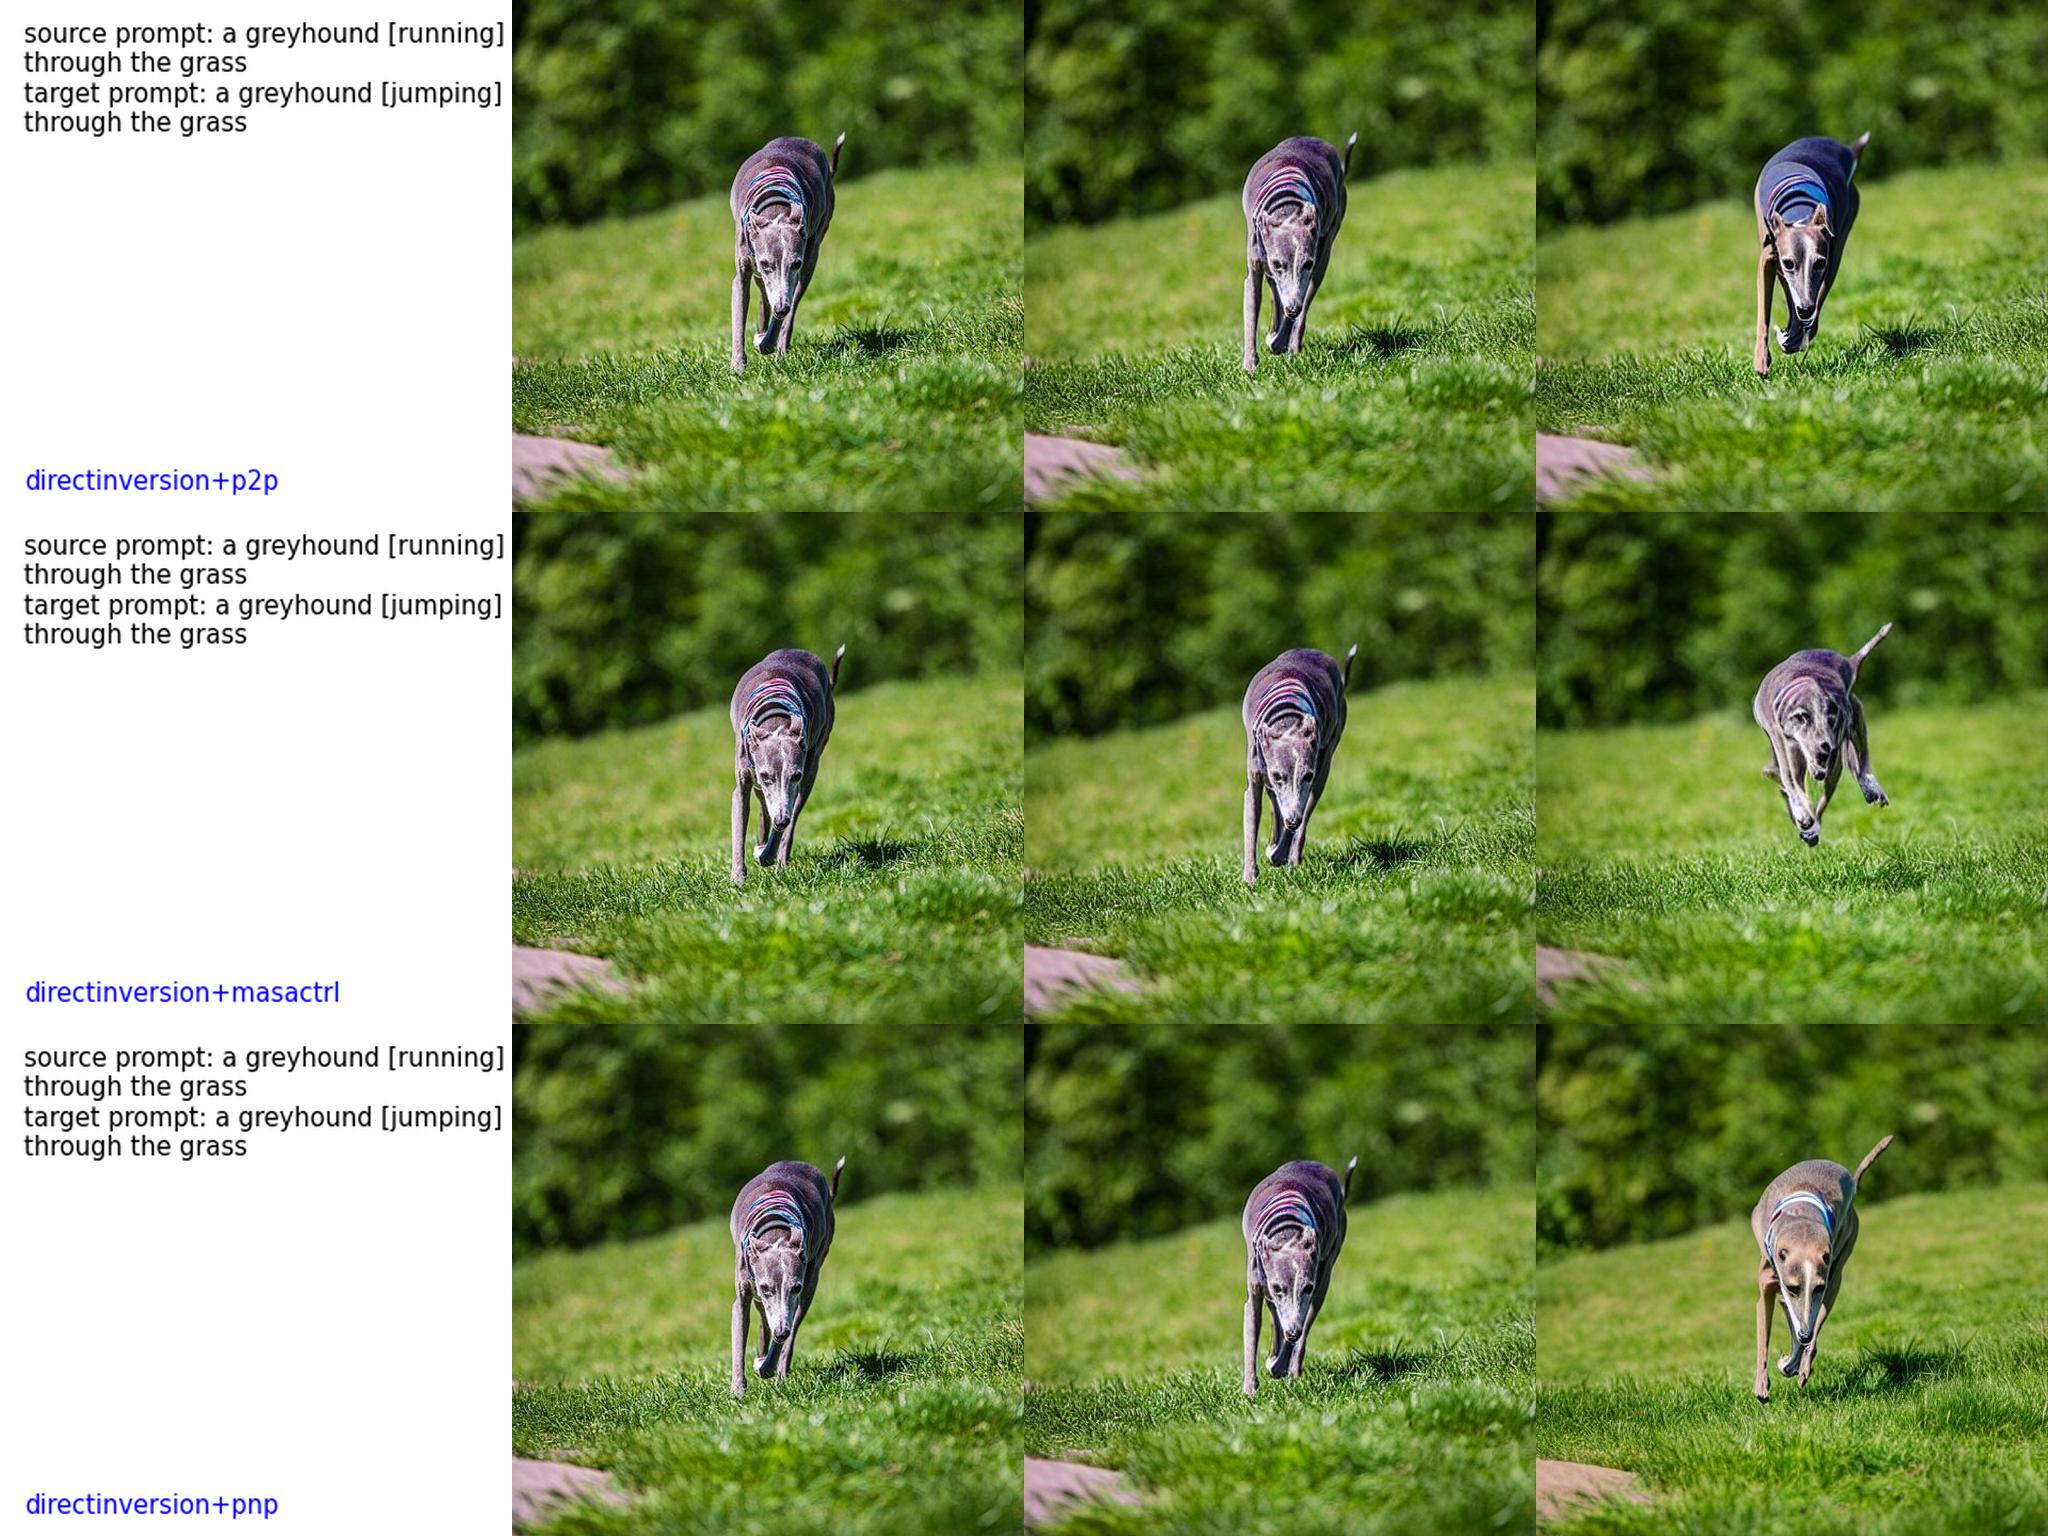 source prompt: a greyhound [running]
through the grass
target prompt: a greyhound [jumping]
through the grass
directinversion+p2p
source prompt: a greyhound [running]
through the grass
target prompt: a greyhound [jumping]
through the grass
directinversion+masactrl
source prompt: a greyhound [running]
through the grass
target prompt: a greyhound [jumping]
through the grass
directinversion+pnp